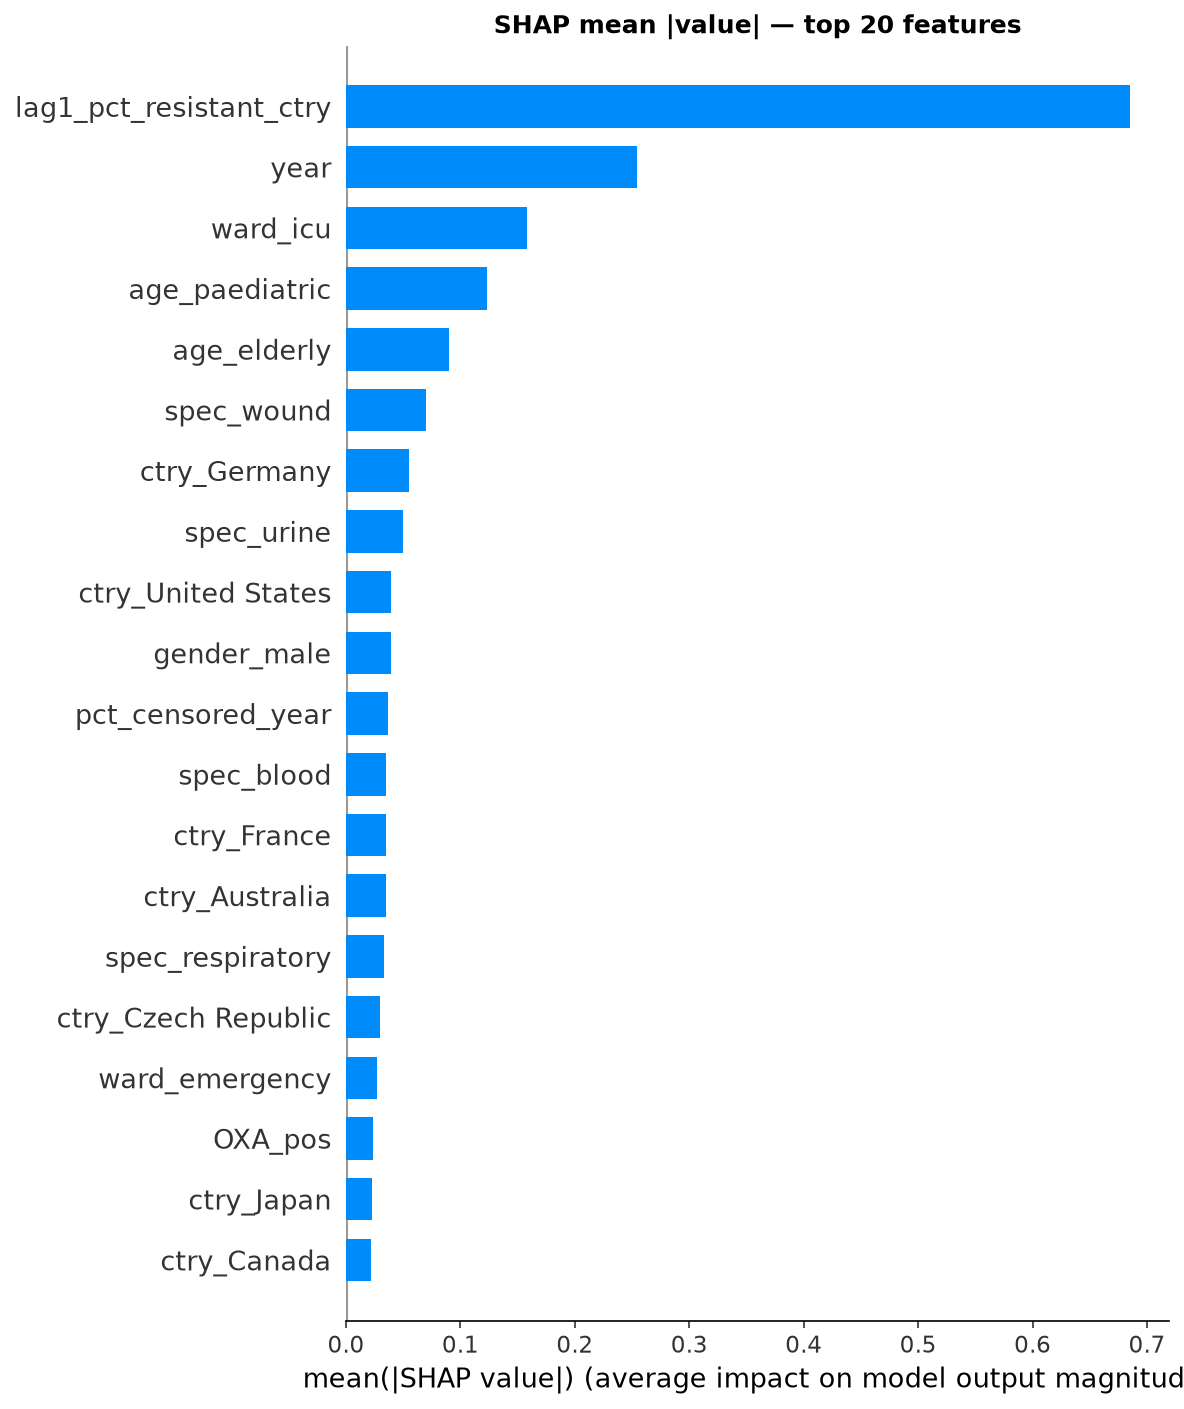 SHAP mean |value| — top 20 features
lag1_pct_resistant_ctry
year
ward_icu
age_paediatric
age_elderly
spec_wound
ctry_Germany
spec_urine
ctry_United States
gender_male
pct_censored_year
spec_blood
ctry_France
ctry_Australia
spec_respiratory
ctry_Czech Republic
ward_emergency
OXA_pos
ctry_Japan
ctry_Canada
0.0 0.1 0.2 0.3 0.4 0.5 0.6 0.7
mean(|SHAP value|) (average impact on model output magnitud